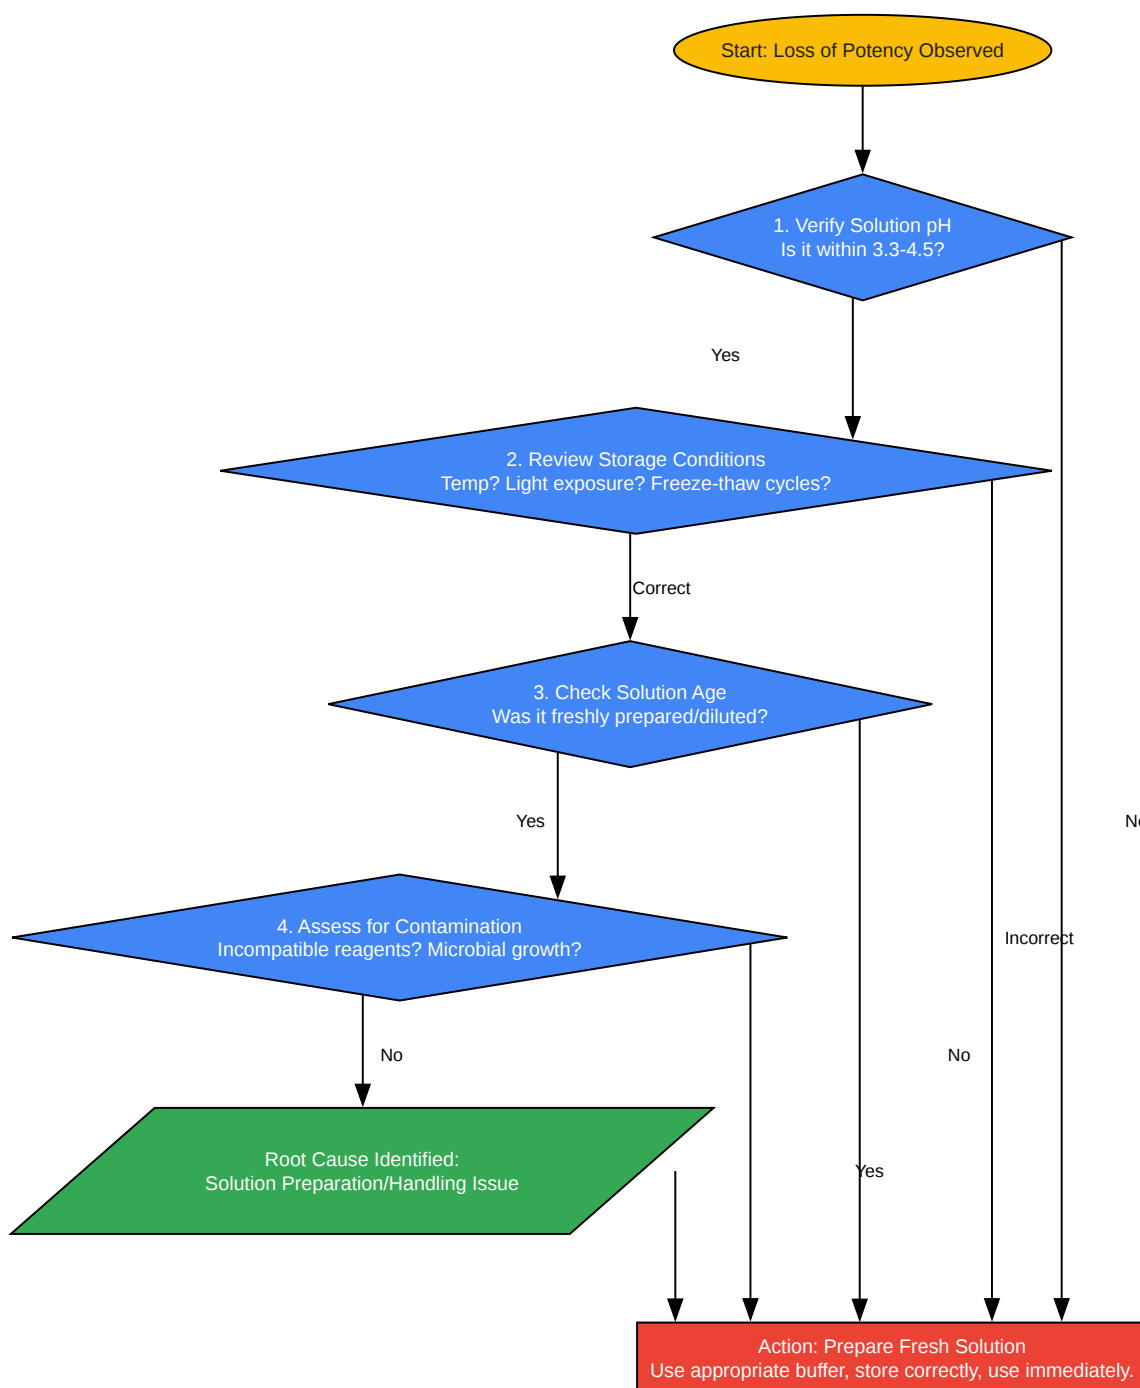 Start: Loss of Potency Observed
1. Verify Solution pH
Is it within 3.3-4.5?
Yes
2. Review Storage Conditions
Temp? Light exposure? Freeze-thaw cycles?
Correct
3. Check Solution Age
Was it freshly prepared/diluted?
Yes
4. Assess for Contamination
Incompatible reagents? Microbial growth?
Incorrect
No
No
Root Cause Identified:
Solution Preparation/Handling Issue
Yes
Action: Prepare Fresh Solution
Use appropriate buffer, store correctly, use immediately.